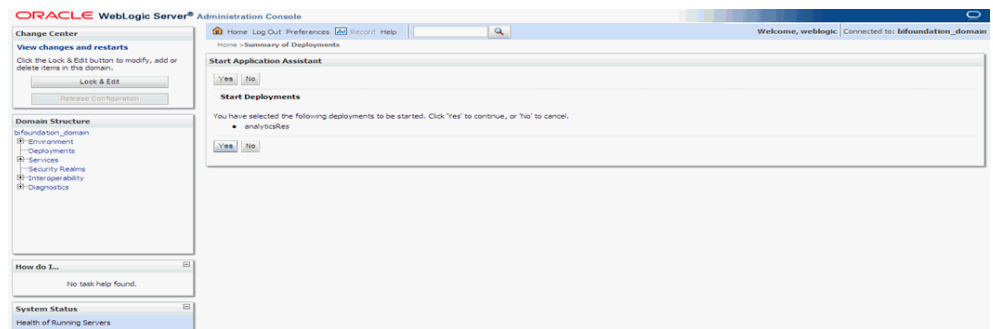 ORACLE WebLogic Server® Administration Console
Change Center
View changes and restarts
Click the Lock & Edit button to modify, add or
delete items in this domain.
Lock & Edit
Release Configuration
Domain Structure
bifoundation_domain
Environment
Deployments
Services
Security Realms
Interoperability
Diagnostics
How do I...
No task help found.
System Status
Health of Running Servers
Home Log Out Preferences Record Help
Welcome, weblogic Connected to: bifoundation_domain
Home >Summary of Deployments
Start Application Assistant
Yes No
Start Deployments
You have selected the following deployments to be started. Click 'Yes' to continue, or 'No' to cancel.
analyticsRes
Yes No